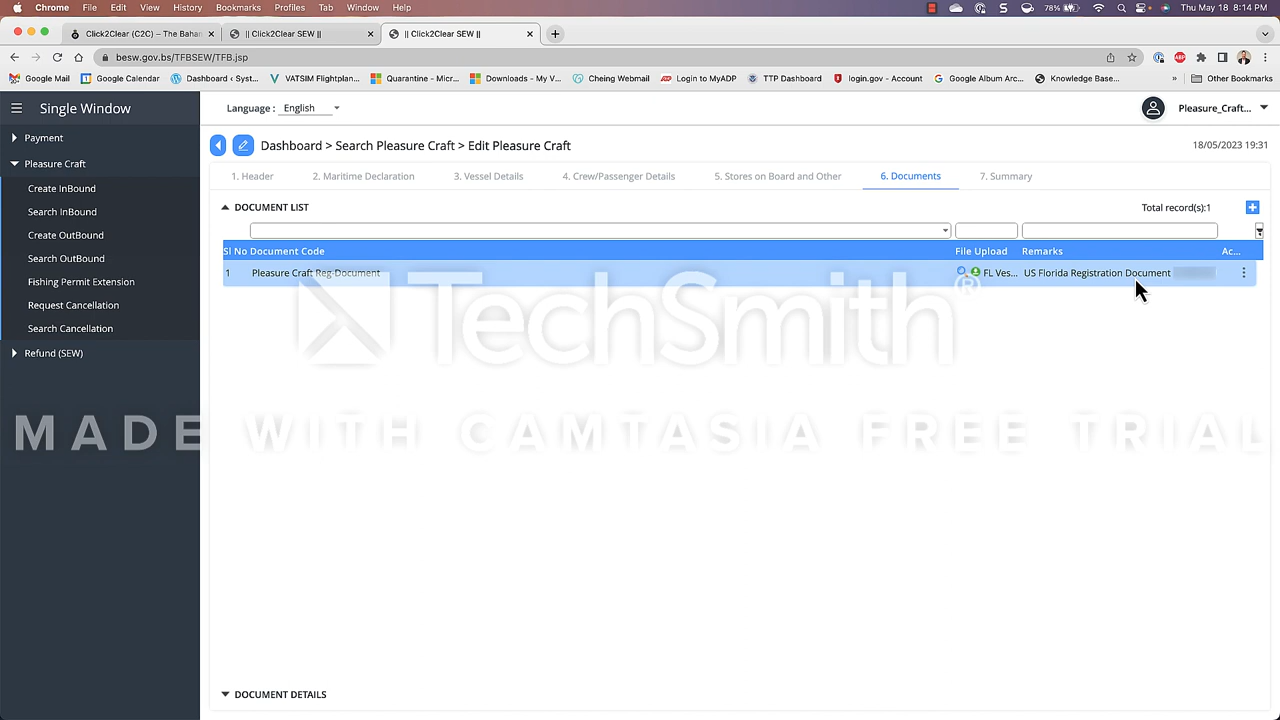 Chrome File Edit View History Bookmarks Profiles Tab Window Help 78% Thu May 18 8:14 PM
Click2Clear (C2C) – The Baha || Click2Clear SEW || || Click2Clear SEW ||
besw.gov.bs/TFBSEW/TFB.jsp
Google Mail Google Calendar Dashboard ‹ Syst... VATSIM Flightplan... Quarantine - Micr... Downloads - My V... Cheing Webmail Login to MyADP TTP Dashboard login.gov - Account Google Album Arc... Knowledge Base... » Other Bookmarks
Single Window
Language : English
Pleasure_Craft...
Payment
Pleasure Craft
Create InBound
Search InBound
Create OutBound
Search OutBound
Fishing Permit Extension
Request Cancellation
Search Cancellation
Refund (SEW)
Dashboard > Search Pleasure Craft > Edit Pleasure Craft
18/05/2023 19:31
1. Header 2. Maritime Declaration 3. Vessel Details 4. Crew/Passenger Details 5. Stores on Board and Other 6. Documents 7. Summary
DOCUMENT LIST Total record(s):1
Sl No Document Code File Upload Remarks Ac...
1 Pleasure Craft Reg-Document FL Ves... US Florida Registration Document
TechSmith®
MADE WITH CAMTASIA FREE TRIAL
DOCUMENT DETAILS